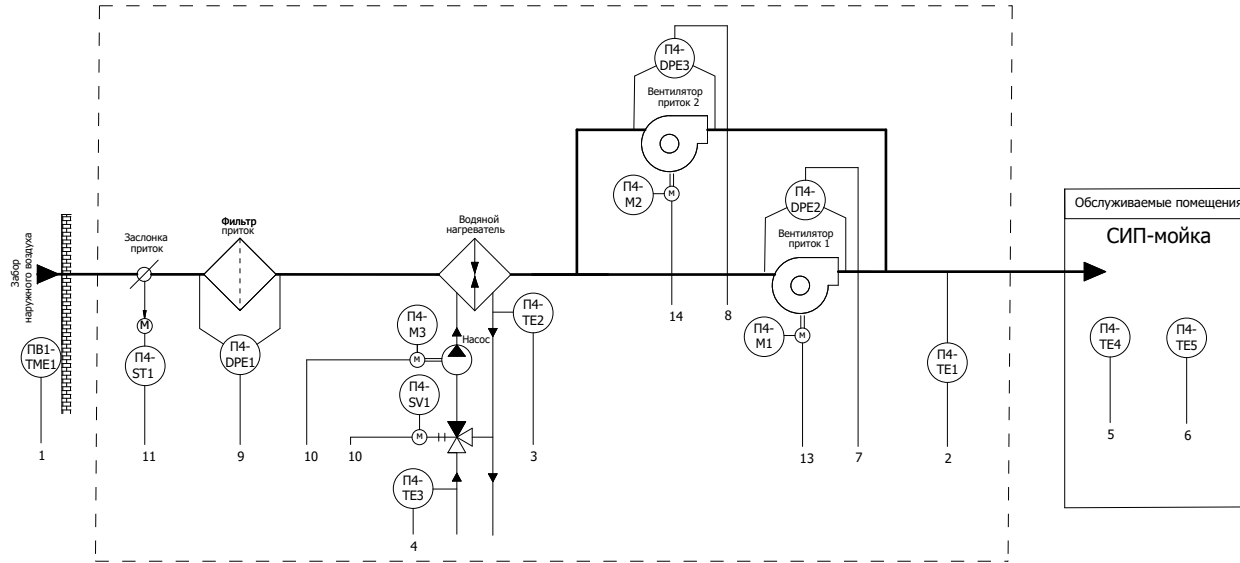 П4-
DPE3
Вентилятор
приток 2
П4-
M2
M
П4-
DPE2
Обслуживаемые помещения
СИП-мойка
Вентилятор
приток 1
Забор
наружного воздуха
Заслонка
приток
Фильтр
приток
Водяной
нагреватель
ПВ1-
TME1
M
П4-
ST1
П4-
DPE1
П4-
M3
M
Насос
П4-
TE2
14
8
П4-
M1
M
П4-
TE1
П4-
TE4
П4-
TE5
П4-
SV1
M
1
11
9
10
10
3
13
7
2
5
6
П4-
TE3
4